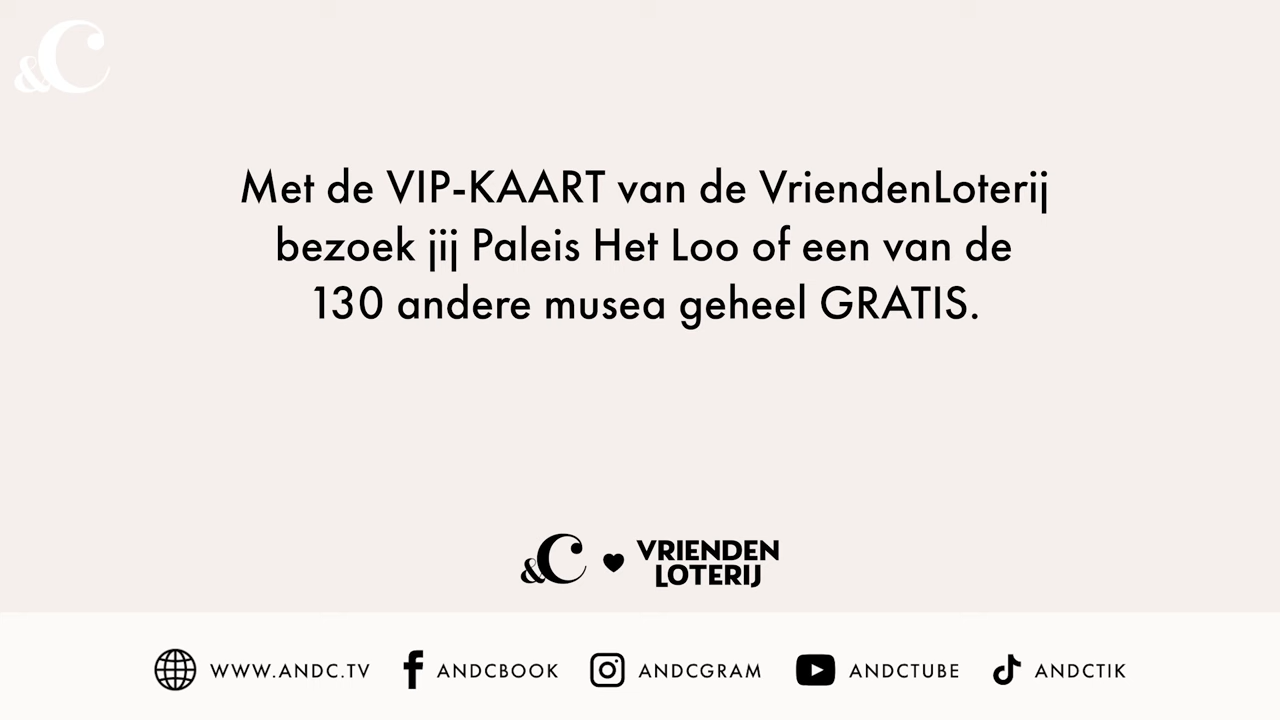 &C
Met de VIP-KAART van de VriendenLoterij
bezoek jij Paleis Het Loo of een van de
130 andere musea geheel GRATIS.
&C ♥ VRIENDEN
LOTERIJ
WWW.ANDC.TV ANDCBOOK ANDCGRAM ANDCTUBE ANDCTIK